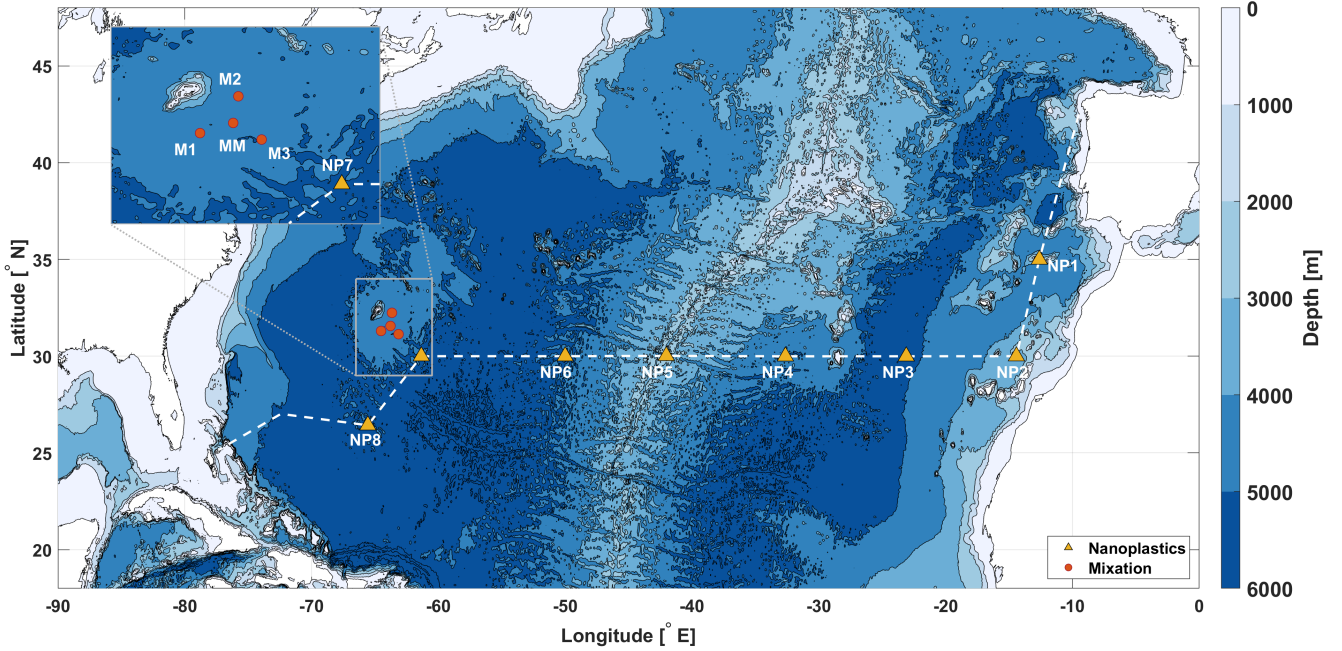 45
40
35
30
25
20
Latitude [° N]
-90
-80
-70
-60
-50
-40
-30
-20
-10
0
Longitude [° E]
M2
M1
MM
M3
NP7
NP1
NP6
NP5
NP4
NP3
NP2
NP8
Nanoplastics
Mixation
0
1000
2000
3000
4000
5000
6000
Depth [m]